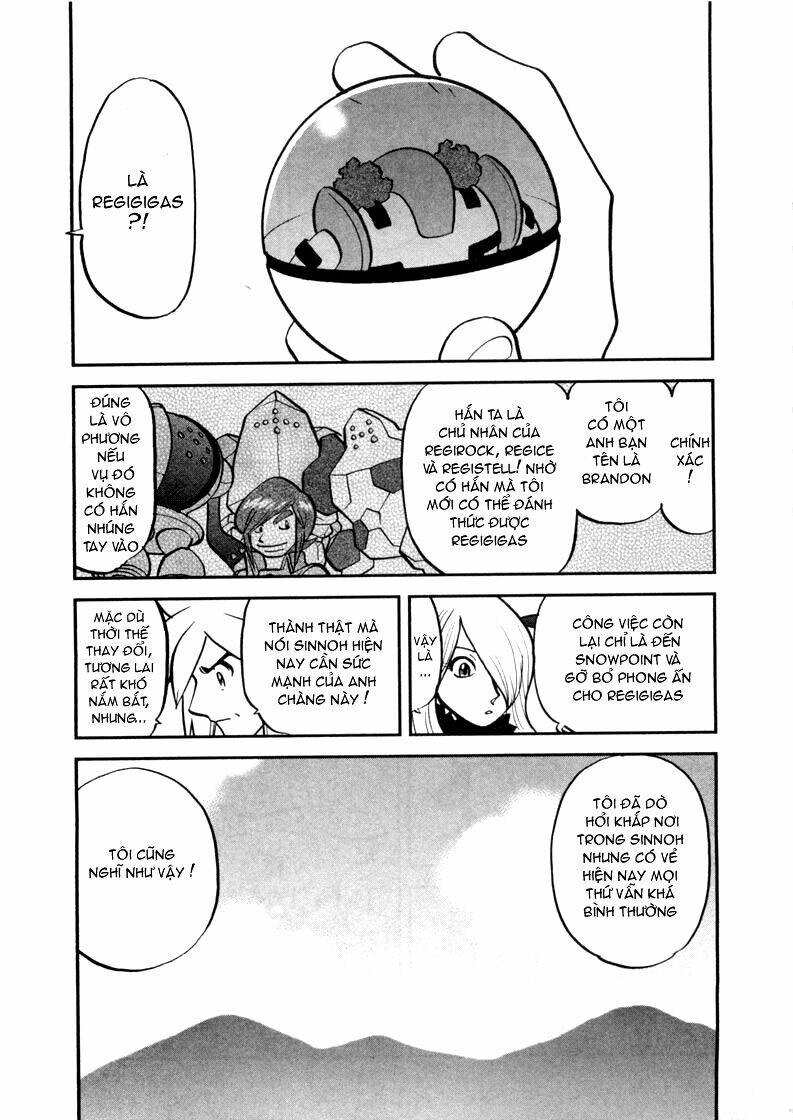 LÀ
REGIGIGAS
?!
CHÍNH
XÁC
!
TÔI
CÓ MỘT
ANH BẠN
TÊN LÀ
BRANDON
HẮN TA LÀ
CHỦ NHÂN CỦA
REGIROCK, REGICE
VÀ REGISTELL! NHỜ
CÓ HẮN MÀ TÔI
MỚI CÓ THỂ ĐÁNH
THỨC ĐƯỢC
REGIGIGAS
ĐÚNG
LÀ VÔ
PHƯƠNG NẾU
VỤ ĐÓ
KHÔNG
CÓ HẮN
NHÚNG
TAY VÀO
CÔNG VIỆC CÒN
LẠI CHỈ LÀ ĐẾN
SNOWPOINT VÀ
GỠ BỎ PHONG ẤN
CHO REGIGIGAS
VẬY
LÀ
...
THÀNH THẬT MÀ
NÓI SINNOH HIỆN
NAY CẦN SỨC
MẠNH CỦA ANH
CHÀNG NÀY !
MẶC DÙ
THỜI THẾ
THAY ĐỔI,
TƯƠNG LAI
RẤT KHÓ
NẮM BẮT,
NHƯNG...
TÔI ĐÃ DÒ
HỎI KHẮP NƠI
TRONG SINNOH
NHƯNG CÓ VẺ
HIỆN NAY MỌI
THỨ VẪN KHÁ
BÌNH THƯỜNG
TÔI CŨNG
NGHĨ NHƯ VẬY !